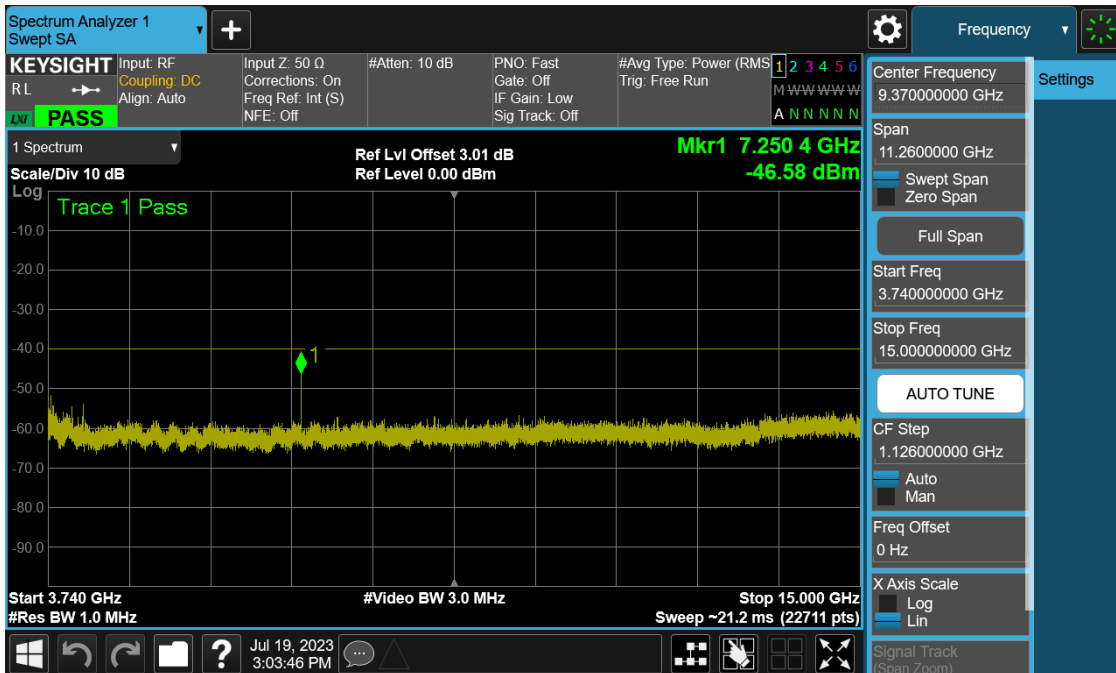 Spectrum Analyzer 1
Swept SA
Frequency
KEYSIGHT
R L
LXI
PASS
Input: RF
Coupling: DC
Align: Auto
Input Z: 50 Ω
Corrections: On
Freq Ref: Int (S)
NFE: Off
#Atten: 10 dB
PNO: Fast
Gate: Off
IF Gain: Low
Sig Track: Off
#Avg Type: Power (RMS
Trig: Free Run
1 2 3 4 5 6
M W W W W W
A N N N N N
1 Spectrum
Scale/Div 10 dB
Ref Lvl Offset 3.01 dB
Ref Level 0.00 dBm
Mkr1 7.250 4 GHz
-46.58 dBm
Log
Trace 1 Pass
-10.0
-20.0
-30.0
-40.0
1
-50.0
-60.0
-70.0
-80.0
-90.0
Start 3.740 GHz
#Res BW 1.0 MHz
#Video BW 3.0 MHz
Stop 15.000 GHz
Sweep ~21.2 ms (22711 pts)
Jul 19, 2023
3:03:46 PM
Center Frequency
9.370000000 GHz
Span
11.2600000 GHz
Swept Span
Zero Span
Full Span
Start Freq
3.740000000 GHz
Stop Freq
15.000000000 GHz
AUTO TUNE
CF Step
1.126000000 GHz
Auto
Man
Freq Offset
0 Hz
X Axis Scale
Log
Lin
Signal Track
(Span Zoom)
Settings